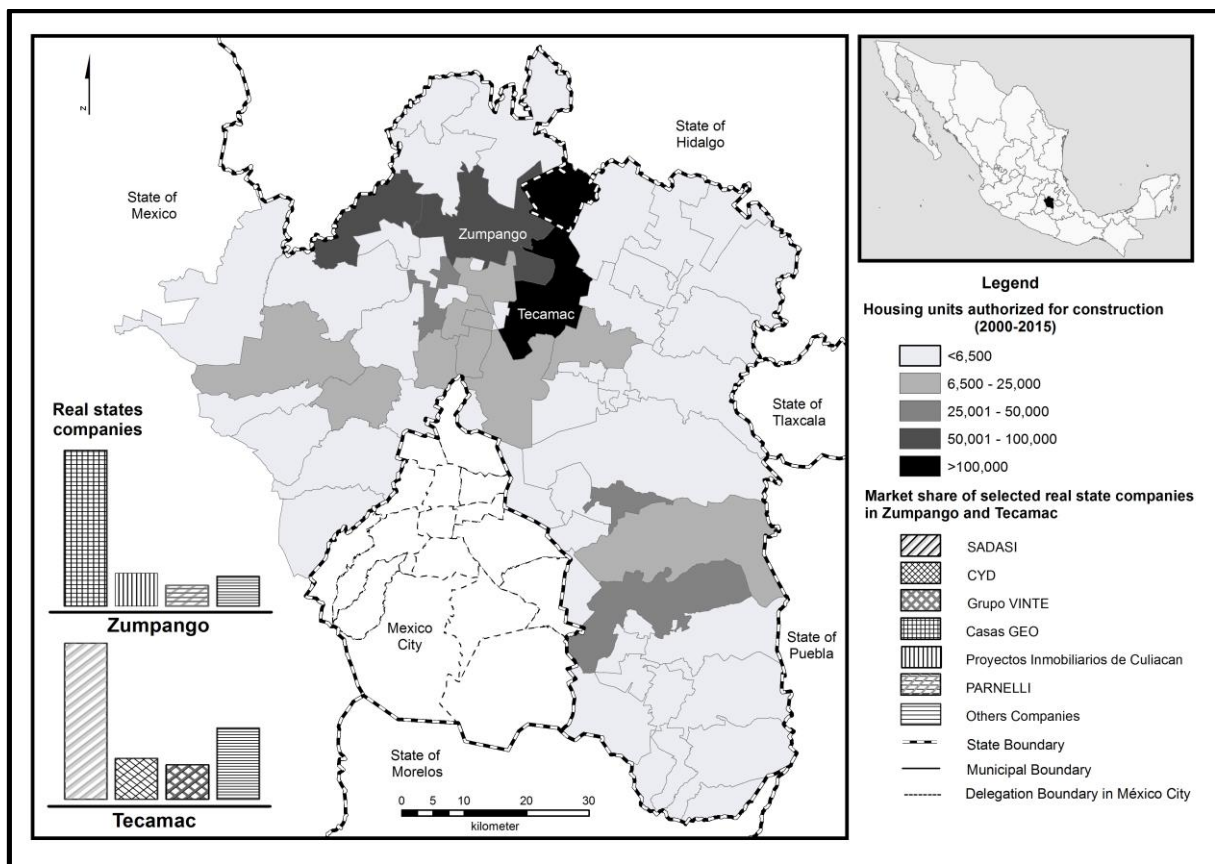 z
State of
Hidalgo
State of
Mexico
Zumpango
Tecamac
State of
Tlaxcala
Mexico
City
State of
Puebla
State of
Morelos
0 10 20 30
kilometer
Real states
companies
Zumpango
Tecamac
Legend
Housing units authorized for construction
(2000-2015)
<6,500
6,500 - 25,000
25,001 - 50,000
50,001 - 100,000
>100,000
Market share of selected real state companies
in Zumpango and Tecamac
SADASI
CYD
Grupo VINTE
Casas GEO
Proyectos Inmobiliarios de Culiacan
PARNELLI
Others Companies
State Boundary
Municipal Boundary
Delegation Boundary in México City